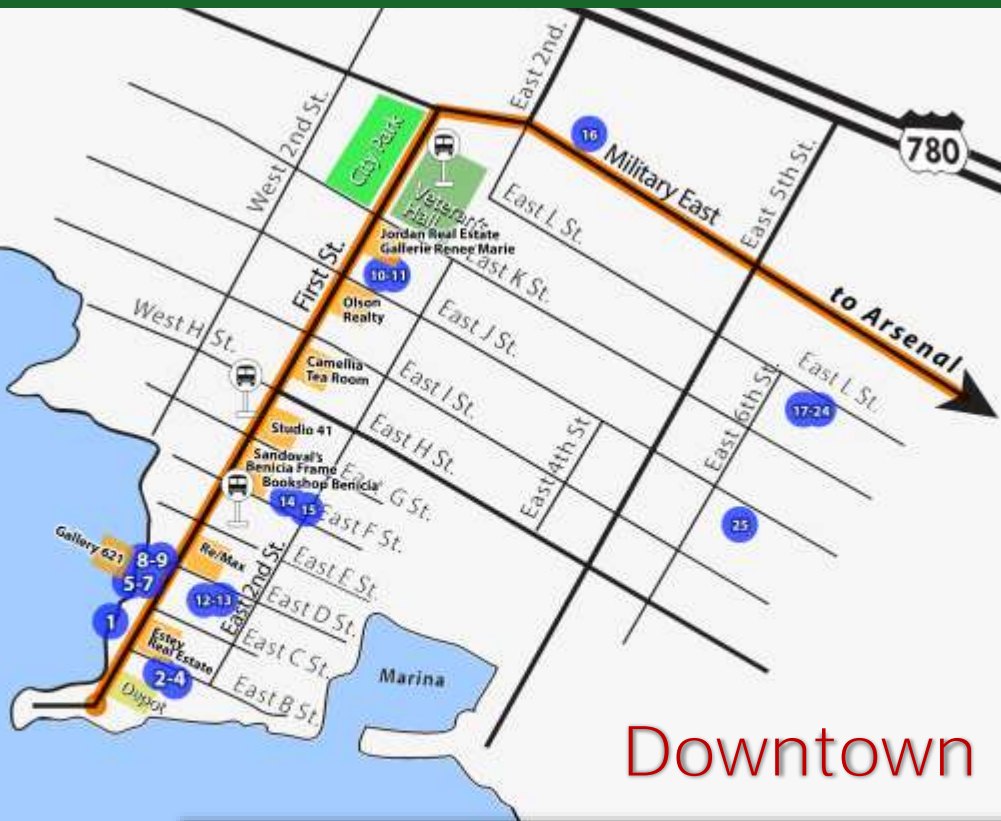 East 2nd.
West 2nd St.
City Park
16
780
Military East
East 5th St.
Veteran's
Hall
East L St.
Jordan Real Estate
Gallerie Renee Marie
10-11
East K St.
First St.
Olson
Realty
to Arsenal
West H St.
East J St.
Camellia
Tea Room
East I St.
East L St.
17-24
East 6th St.
Studio 41
East H St.
East 4th St
Sandoval's
Benicia Frame
Bookshop Benicia
East G St.
14
15
East F St.
25
Gallery 621
8-9
5-7
Re/Max
East E St.
East 2nd St.
12-13
East D St.
1
Estey
Real Estate
East C St.
2-4
Depot
East B St.
Marina
Downtown